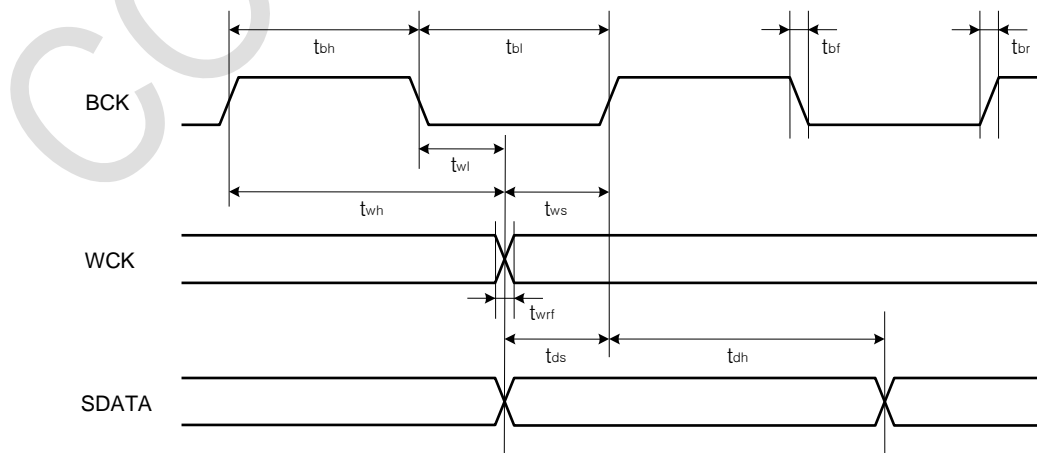 tbh tbl tbf tbr
BCK
twl
twh tws
WCK
twrf
tds tdh
SDATA